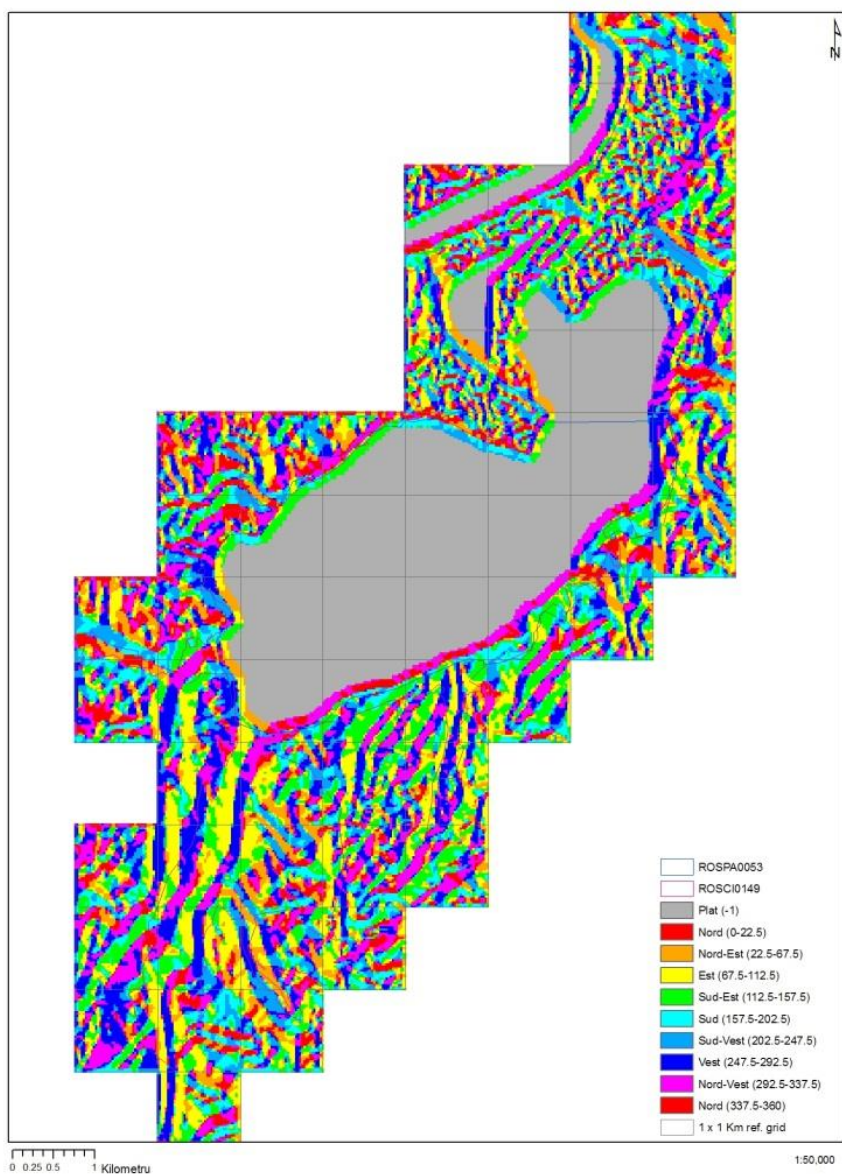 N
ROSPA0053
ROSCI0149
Plat (-1)
Nord (0-22.5)
Nord-Est (22.5-67.5)
Est (67.5-112.5)
Sud-Est (112.5-157.5)
Sud (157.5-202.5)
Sud-Vest (202.5-247.5)
Vest (247.5-292.5)
Nord-Vest (292.5-337.5)
Nord (337.5-360)
1 x 1 Km ref. grid
0 0.25 0.5 1 Kilometru
1:50,000